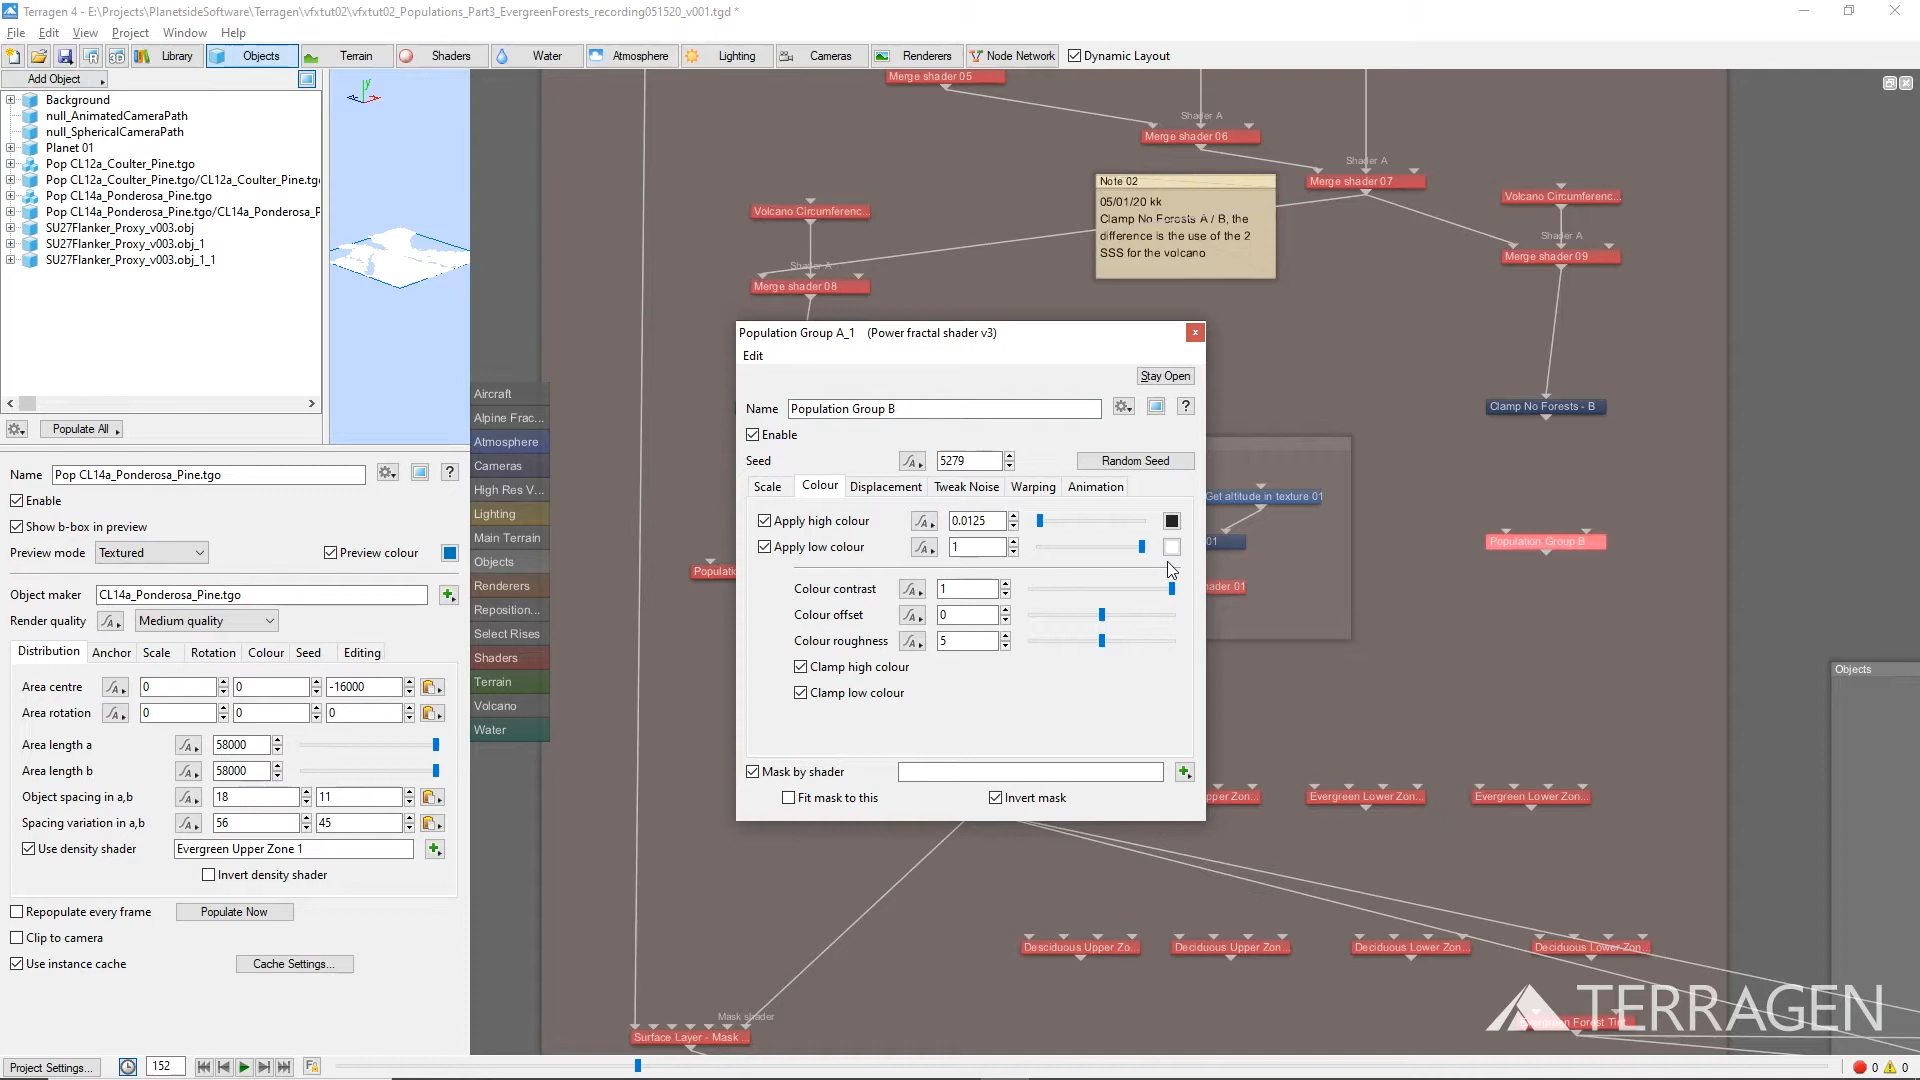 Terragen 4 - E:\Projects\PlanetsideSoftware\Terragen\vfxtut02\vfxtut02_Populations_Part3_EvergreenForests_recording051520_v001.tgd *
File Edit View Project Window Help
Library Objects Terrain Shaders Water Atmosphere Lighting Cameras Renderers Node Network Dynamic Layout
Add Object
Background
null_AnimatedCameraPath
null_SphericalCameraPath
Planet 01
Pop CL12a_Coulter_Pine.tgo
Pop CL12a_Coulter_Pine.tgo/CL12a_Coulter_Pine.tg
Pop CL14a_Ponderosa_Pine.tgo
Pop CL14a_Ponderosa_Pine.tgo/CL14a_Ponderosa_P
SU27Flanker_Proxy_v003.obj
SU27Flanker_Proxy_v003.obj_1
SU27Flanker_Proxy_v003.obj_1_1
Populate All
Name Pop CL14a_Ponderosa_Pine.tgo ?
Enable
Show b-box in preview
Preview mode Textured Preview colour
Object maker CL14a_Ponderosa_Pine.tgo
Render quality Medium quality
Distribution Anchor Scale Rotation Colour Seed Editing
Area centre 0 0 -16000
Area rotation 0 0 0
Area length a 58000
Area length b 58000
Object spacing in a,b 18 11
Spacing variation in a,b 56 45
Use density shader Evergreen Upper Zone 1
Invert density shader
Repopulate every frame Populate Now
Clip to camera
Use instance cache Cache Settings...
Project Settings... 152
y
Aircraft
Alpine Frac...
Atmosphere
Cameras
High Res V...
Lighting
Main Terrain
Objects
Renderers
Reposition...
Select Rises
Shaders
Terrain
Volcano
Water
Merge shader 05
Shader A
Merge shader 06
Shader A
Merge shader 07
Note 02
05/01/20 kk
Clamp No Forests A / B, the
difference is the use of the 2
SSS for the volcano
Volcano Circumferenc...
Shader A
Merge shader 08
Volcano Circumferenc...
Shader A
Merge shader 09
Clamp No Forests - B
Population Group B
Get altitude in texture 01
01
ader 01
Populatio
Population Group A_1 (Power fractal shader v3)
Edit
Stay Open
Name Population Group B ?
Enable
Seed 5279 Random Seed
Scale Colour Displacement Tweak Noise Warping Animation
Apply high colour 0.0125
Apply low colour 1
Colour contrast 1
Colour offset 0
Colour roughness 5
Clamp high colour
Clamp low colour
Mask by shader
Fit mask to this Invert mask
pper Zon... Evergreen Lower Zon... Evergreen Lower Zon...
Desciduous Upper Zo... Deciduous Upper Zon... Deciduous Lower Zon... Deciduous Lower Zon...
Mask shader
Surface Layer - Mask ...
Objects
Evergreen Forest Tint
TERRAGEN
0 0